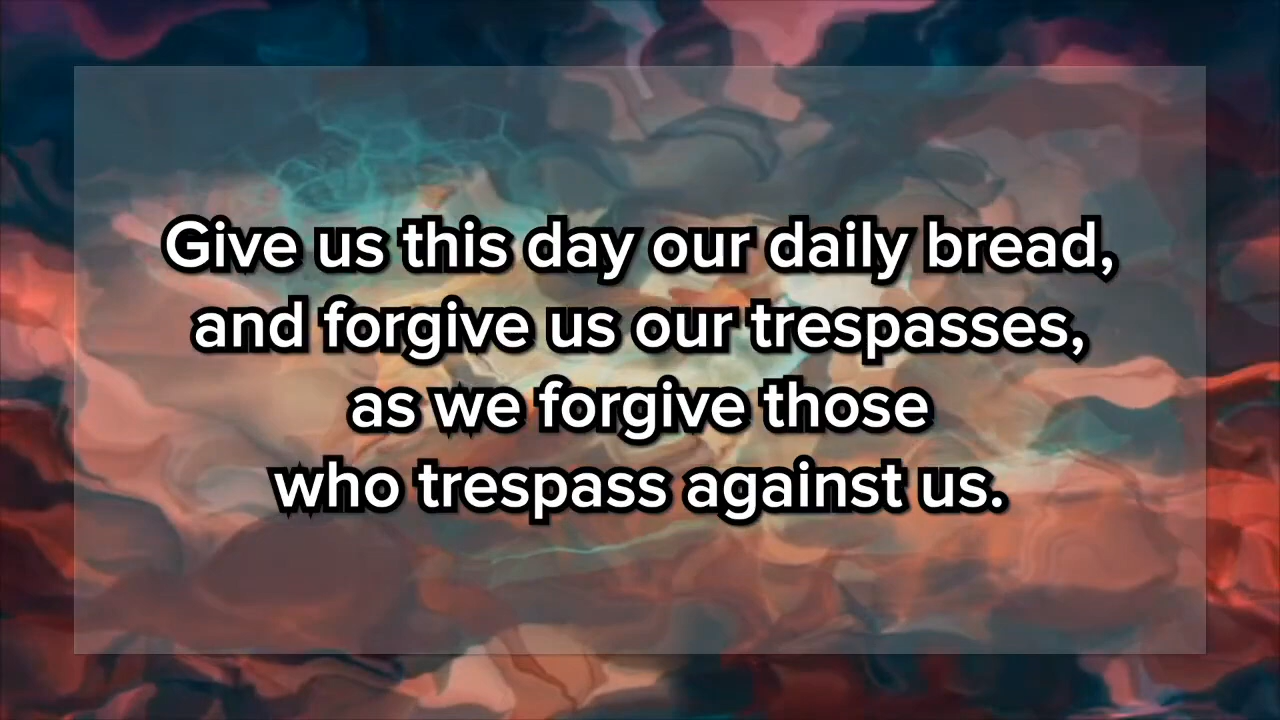 Give us this day our daily bread,
and forgive us our trespasses,
as we forgive those
who trespass against us.